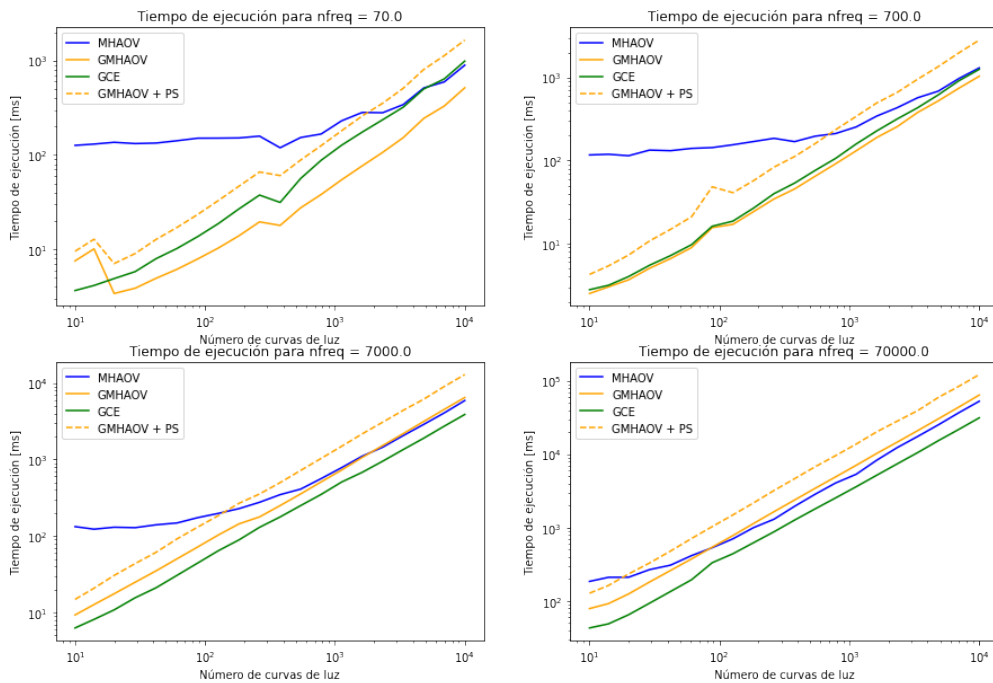 Tiempo de ejecución para nfreq = 70.0
MHAOV
GMHAOV
GCE
GMHAOV + PS
Tiempo de ejecución [ms]
10³
10²
10¹
10¹
10²
10³
10⁴
Número de curvas de luz
Tiempo de ejecución para nfreq = 700.0
MHAOV
GMHAOV
GCE
GMHAOV + PS
Tiempo de ejecución [ms]
10³
10²
10¹
10¹
10²
10³
10⁴
Número de curvas de luz
Tiempo de ejecución para nfreq = 7000.0
MHAOV
GMHAOV
GCE
GMHAOV + PS
Tiempo de ejecución [ms]
10⁴
10³
10²
10¹
10¹
10²
10³
10⁴
Número de curvas de luz
Tiempo de ejecución para nfreq = 70000.0
MHAOV
GMHAOV
GCE
GMHAOV + PS
Tiempo de ejecución [ms]
10⁵
10⁴
10³
10²
10¹
10²
10³
10⁴
Número de curvas de luz